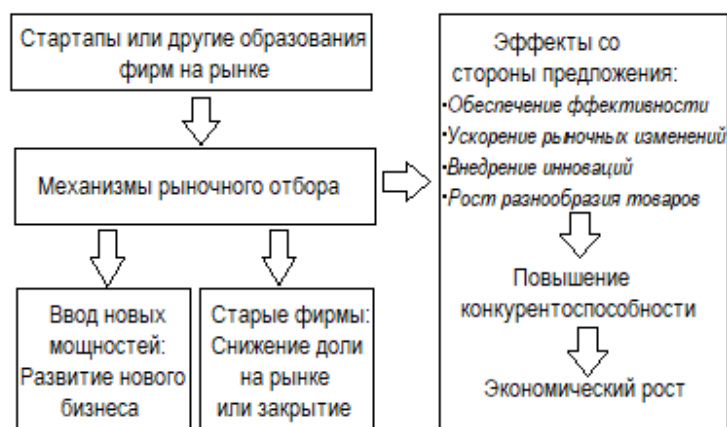 Стартапы или другие образования
фирм на рынке
Механизмы рыночного отбора
Ввод новых
мощностей:
Развитие нового
бизнеса
Старые фирмы:
Снижение доли
на рынке
или закрытие
Эффекты со
стороны предложения:
•Обеспечение ффективности
•Ускорение рыночных изменений
•Внедрение инноваций
•Рост разнообразия товаров
Повышение
конкурентоспособности
Экономический рост